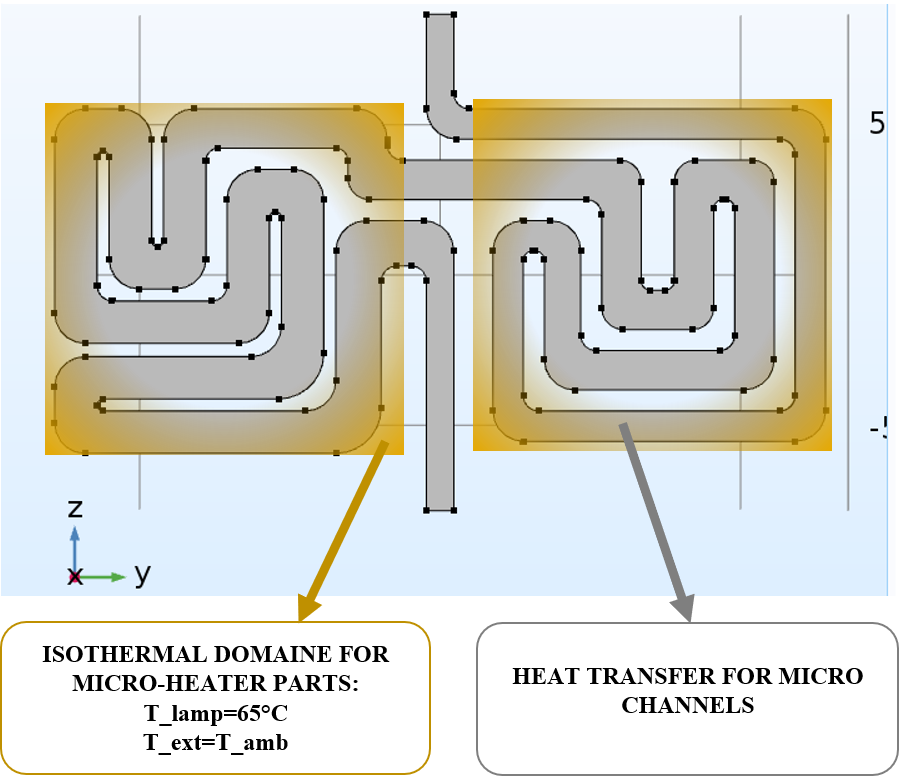 5
-5
z
x
y
ISOTHERMAL DOMAINE FOR
MICRO-HEATER PARTS:
T_lamp=65°C
T_ext=T_amb
HEAT TRANSFER FOR MICRO
CHANNELS